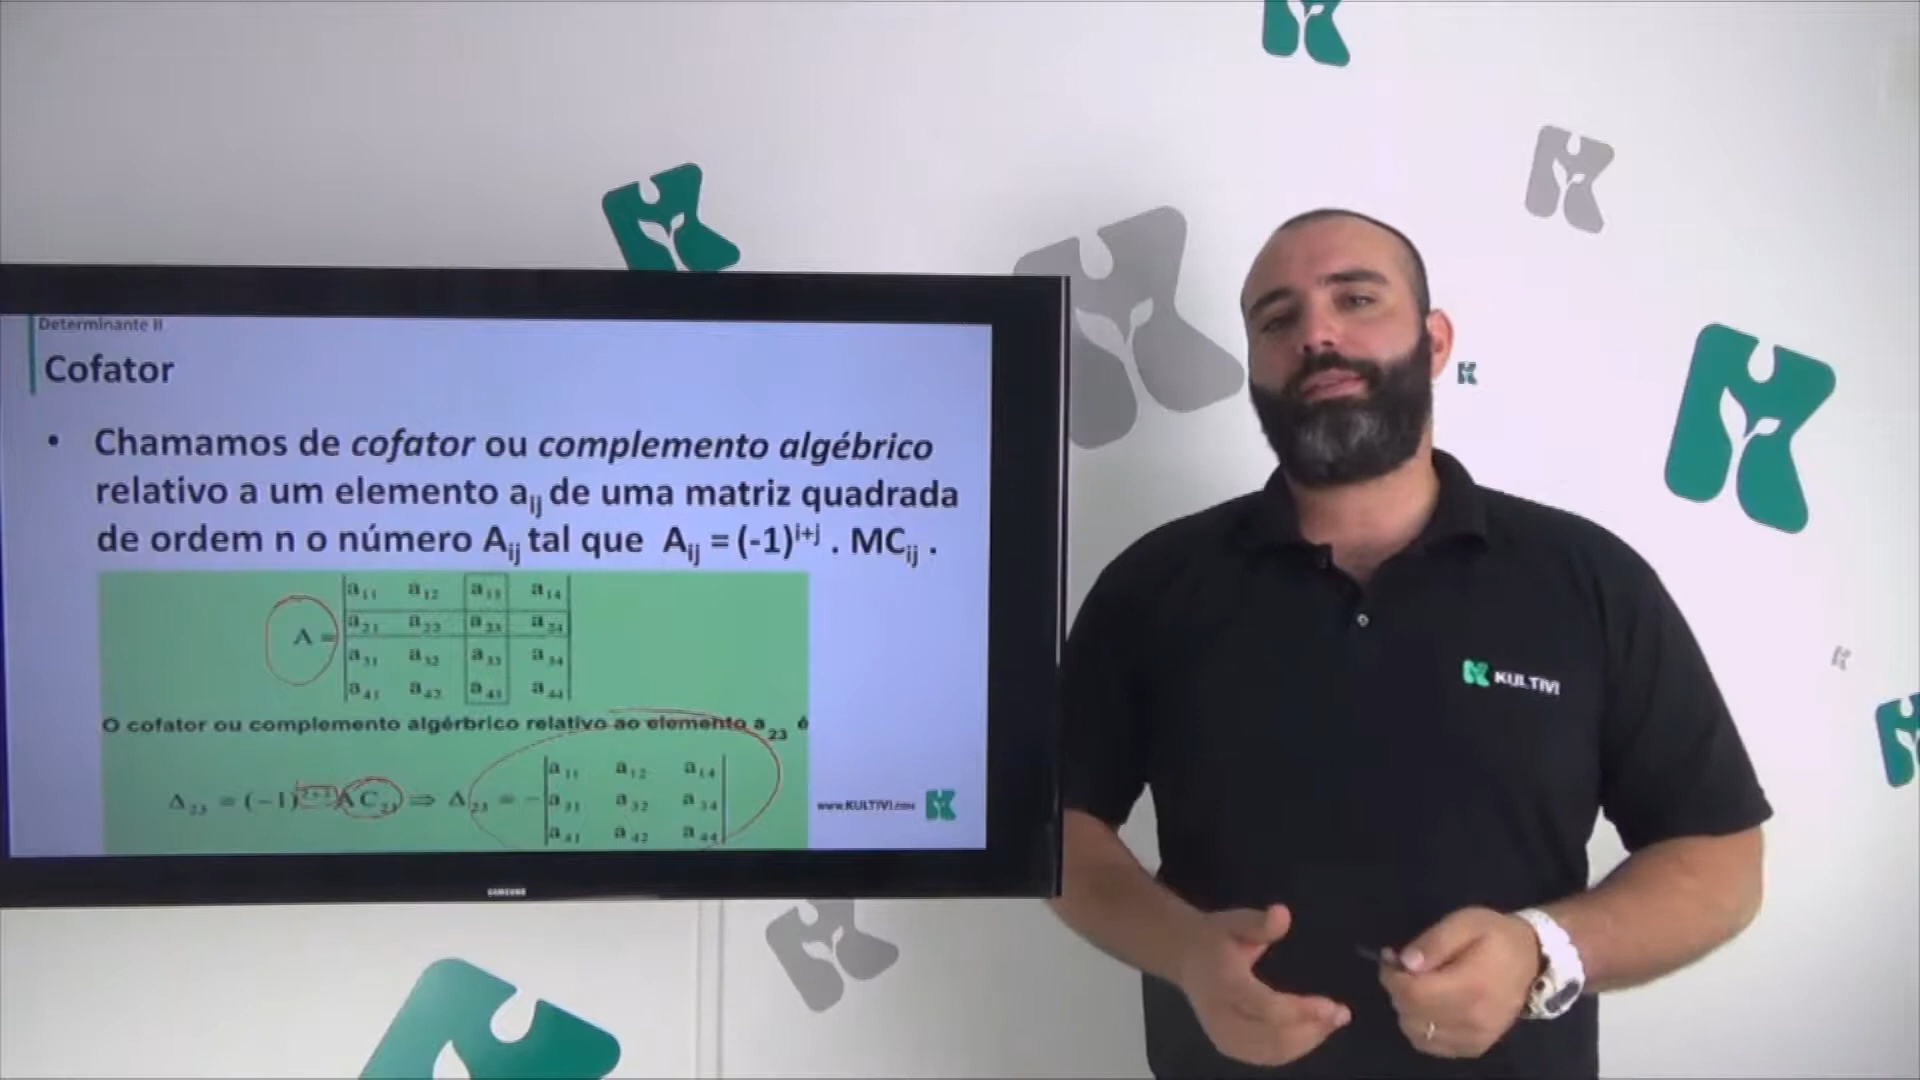 Determinante II
Cofator
• Chamamos de cofator ou complemento algébrico
relativo a um elemento aij de uma matriz quadrada
de ordem n o número Aij tal que Aij = (-1)i+j . MCij .
a11 a12 a13 a14
a21 a22 a23 a24
A =
a31 a32 a33 a34
a41 a42 a43 a44
O cofator ou complemento algérbrico relativo ao elemento a23 é
a11 a12 a14
Δ23 = (-1)2+3 A C23 ⇒ Δ23 = - a31 a32 a34
a41 a42 a44
www.KULTIVI.com
SAMSUNG
KULTIVI